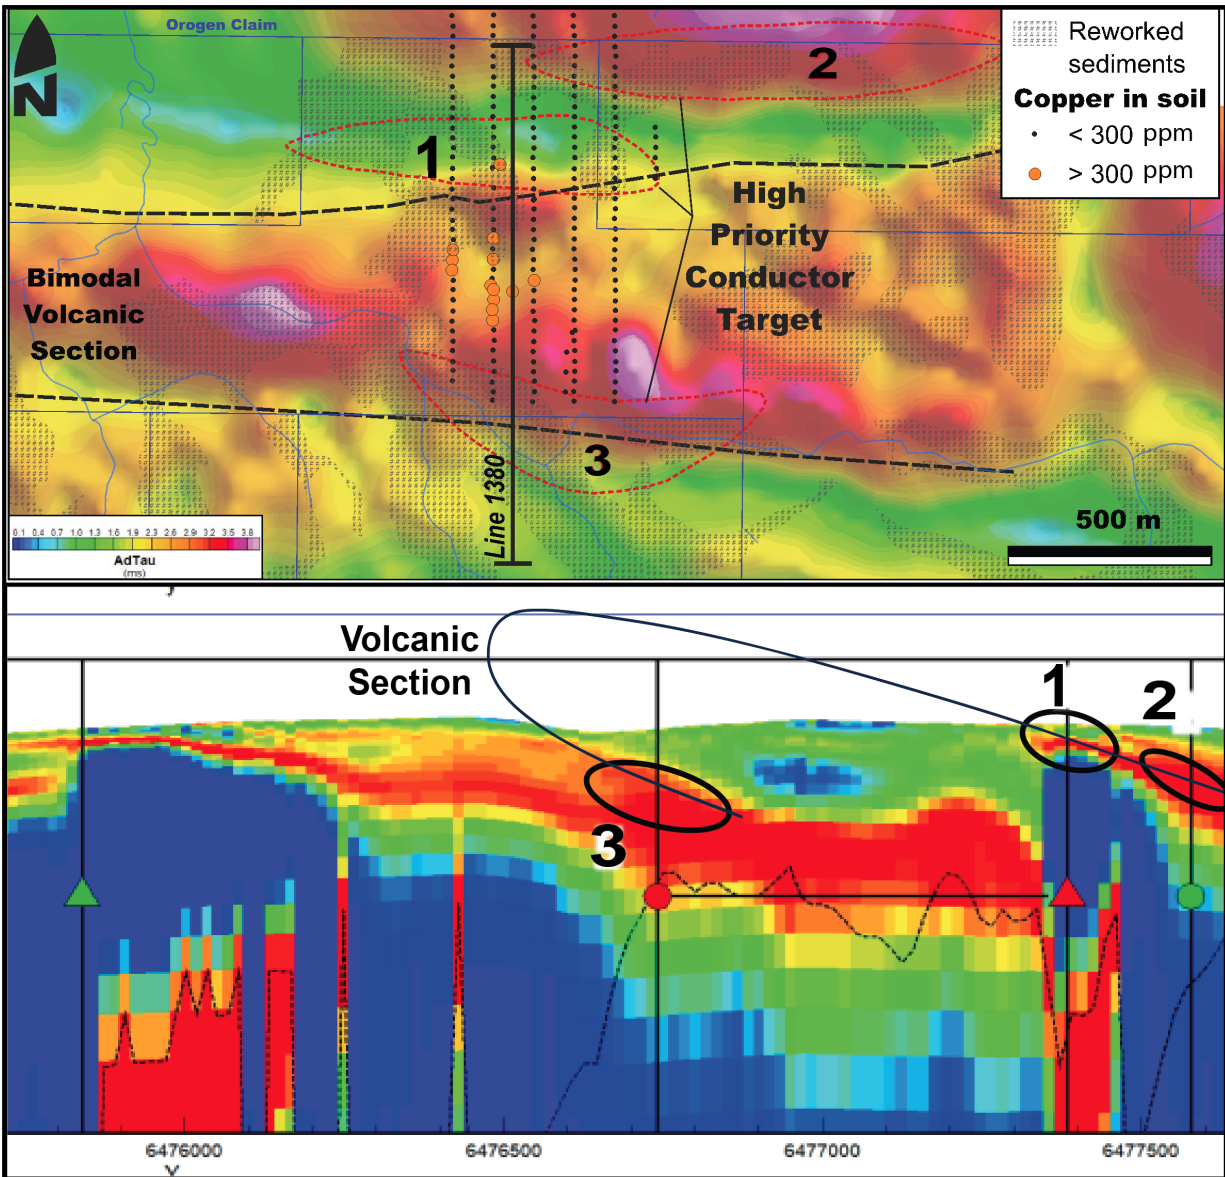 Orogen Claim
N
2
Reworked
sediments
Copper in soil
< 300 ppm
> 300 ppm
1
High
Priority
Conductor
Target
Bimodal
Volcanic
Section
3
Line 1380
500 m
0.1 0.4 0.7 1.0 1.3 1.6 1.9 2.3 2.6 2.9 3.2 3.5 3.8
AdTau
(ms)
Volcanic
Section
1
2
3
6476000
6476500
6477000
6477500